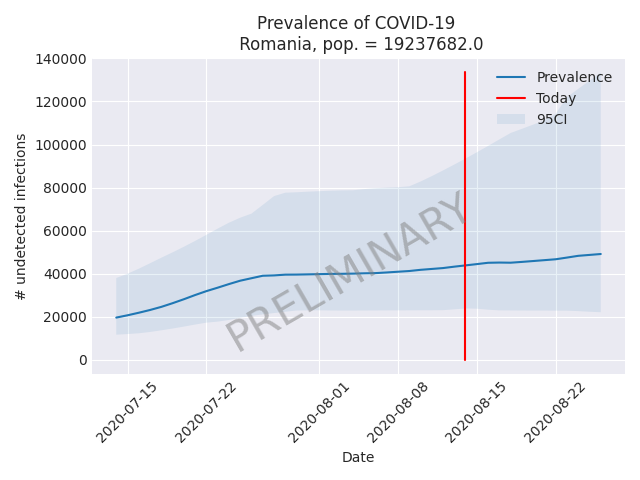 Prevalence of COVID-19
Romania, pop. = 19237682.0
140000
120000
100000
80000
60000
40000
20000
0
# undetected infections
Prevalence
Today
95CI
PRELIMINARY
2020-07-15
2020-07-22
2020-08-01
2020-08-08
2020-08-15
2020-08-22
Date